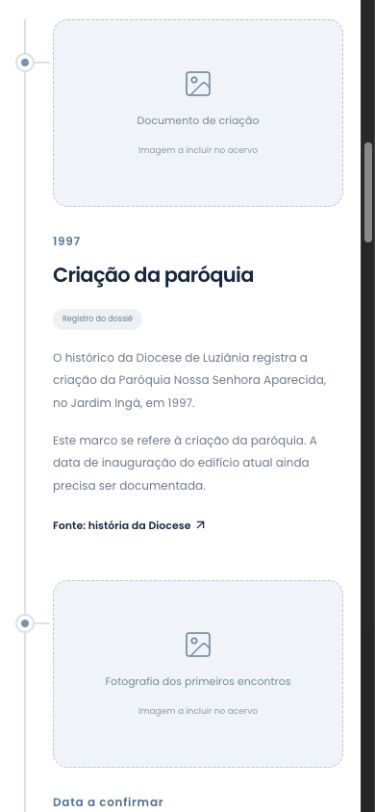 Documento de criação
Imagem a incluir no acervo
1997
Criação da paróquia
Registro do dossiê
O histórico da Diocese de Luziânia registra a
criação da Paróquia Nossa Senhora Aparecida,
no Jardim Ingá, em 1997.
Este marco se refere à criação da paróquia. A
data de inauguração do edifício atual ainda
precisa ser documentada.
Fonte: história da Diocese
Fotografia dos primeiros encontros
Imagem a incluir no acervo
Data a confirmar